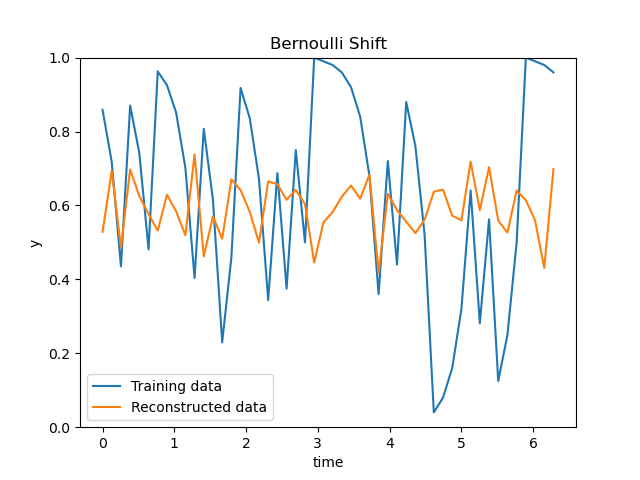 Bernoulli Shift
1.0
0.8
0.6
0.4
0.2
0.0
y
Training data
Reconstructed data
0 1 2 3 4 5 6
time